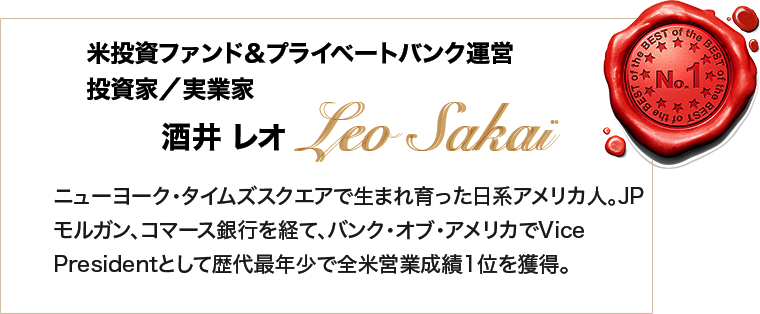 米投資ファンド＆プライベートバンク運営
投資家／実業家
酒井 レオ Leo Sakai
ニューヨーク・タイムズスクエアで生まれ育った日系アメリカ人。JP
モルガン、コマース銀行を経て、バンク・オブ・アメリカでVice
Presidentとして歴代最年少で全米営業成績1位を獲得。
BEST of the BEST of the BEST of the BEST of the
No.1